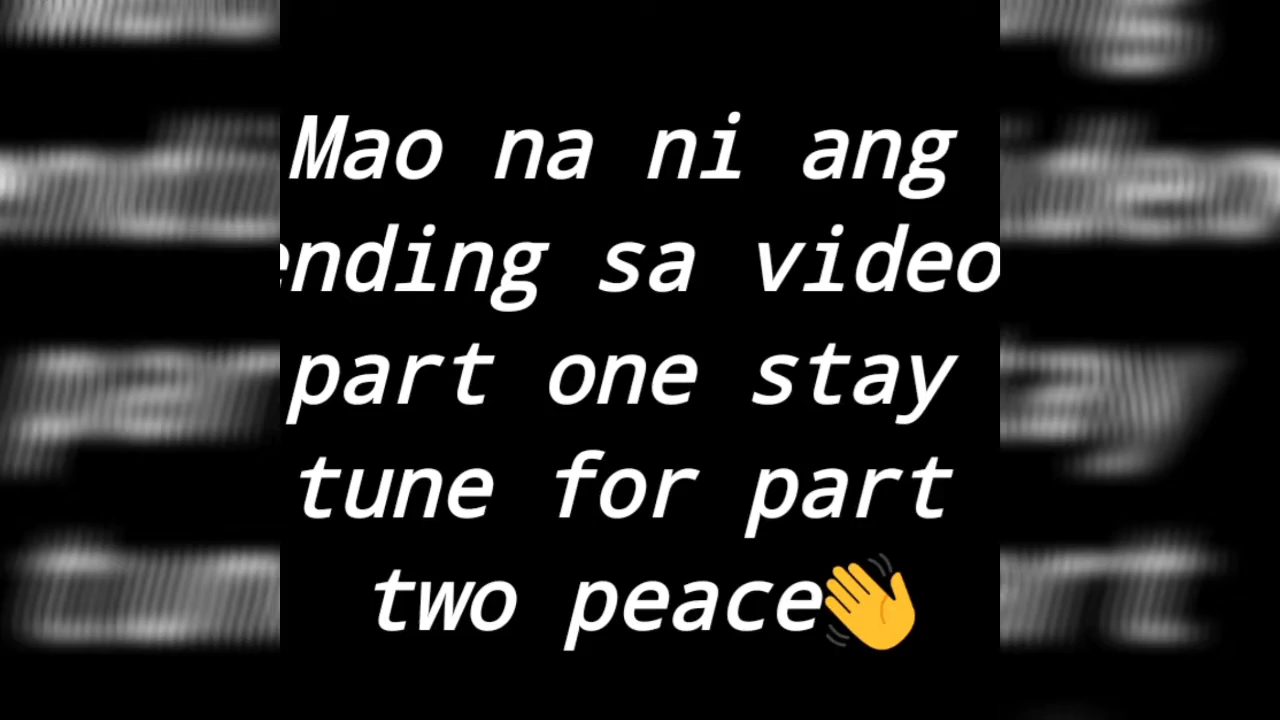 Mao na ni ang
ending sa video
part one stay
tune for part
two peace👋